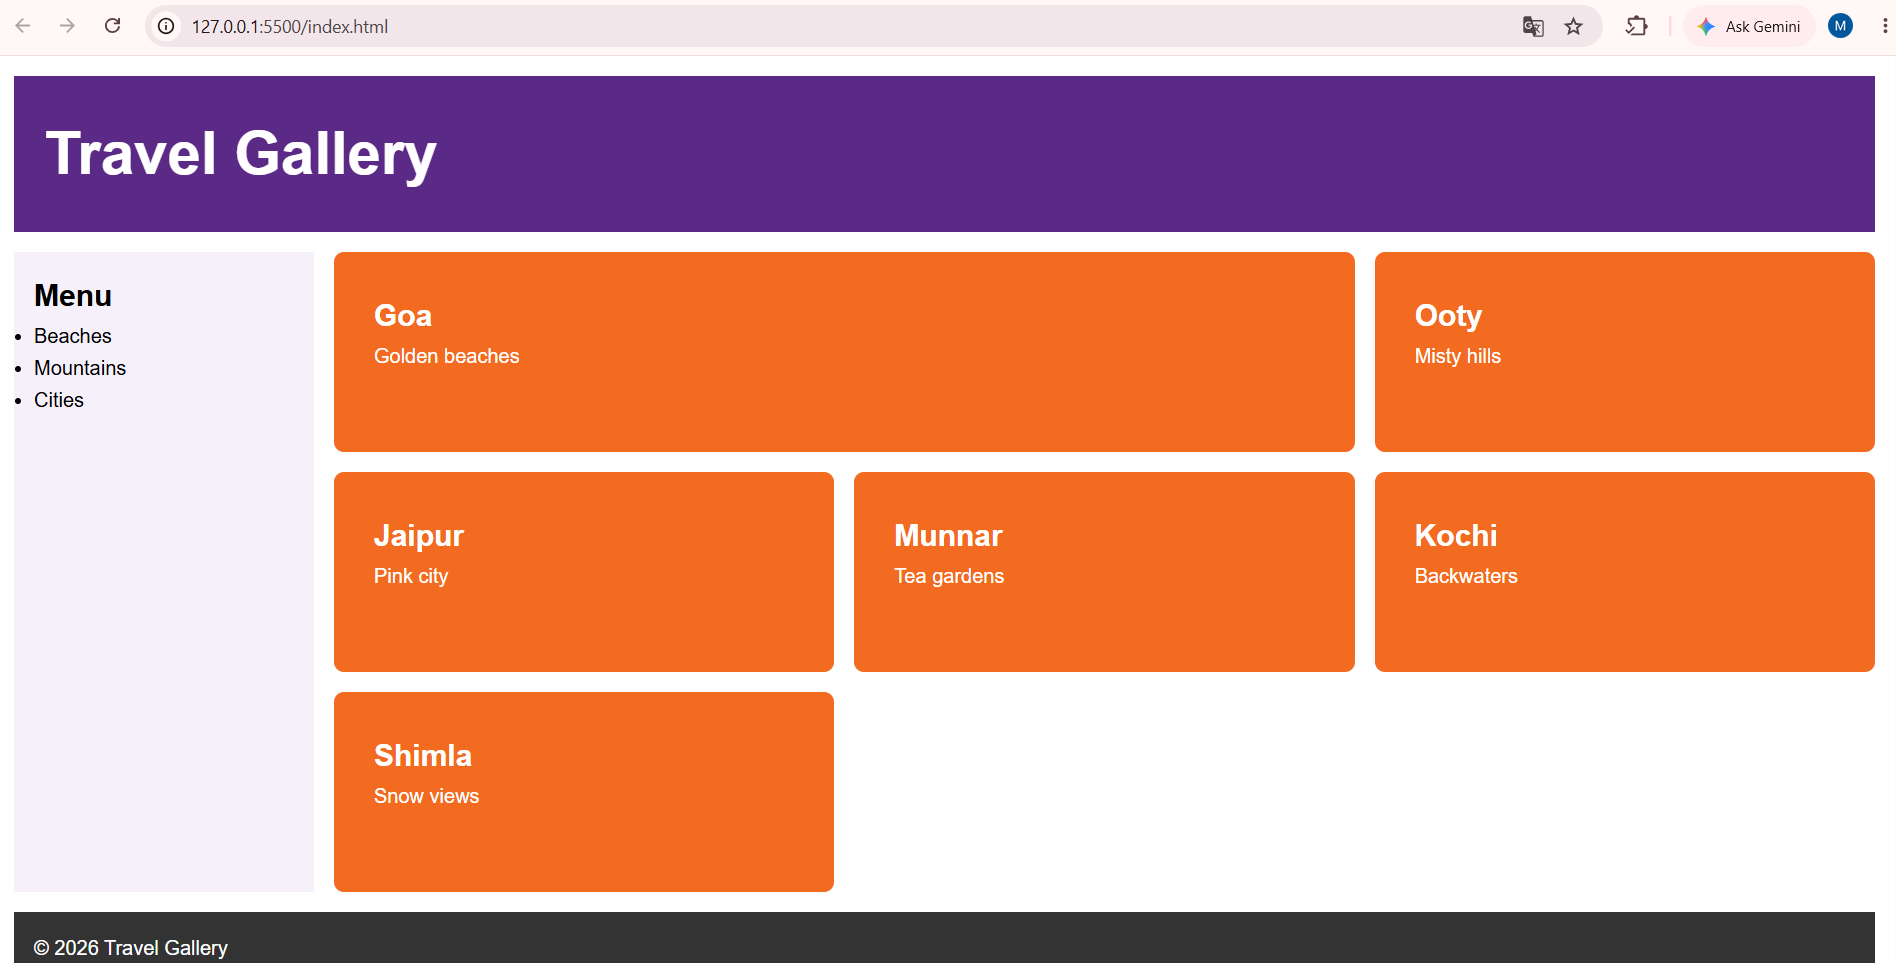 127.0.0.1:5500/index.html
Ask Gemini
M
Travel Gallery
Menu
• Beaches
• Mountains
• Cities
Goa
Golden beaches
Ooty
Misty hills
Jaipur
Pink city
Munnar
Tea gardens
Kochi
Backwaters
Shimla
Snow views
© 2026 Travel Gallery